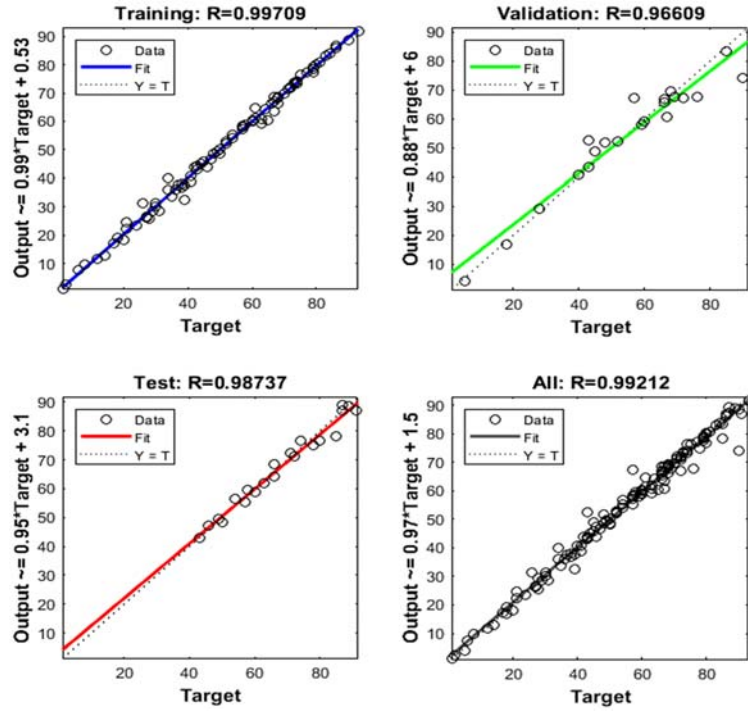 Training: R=0.99709
Output ~= 0.99*Target + 0.53
90
80
70
60
50
40
30
20
10
Data
Fit
Y = T
20
40
60
80
Target
Validation: R=0.96609
Output ~= 0.88*Target + 6
90
80
70
60
50
40
30
20
10
Data
Fit
Y = T
20
40
60
80
Target
Test: R=0.98737
Output ~= 0.95*Target + 3.1
90
80
70
60
50
40
30
20
10
Data
Fit
Y = T
20
40
60
80
Target
All: R=0.99212
Output ~= 0.97*Target + 1.5
90
80
70
60
50
40
30
20
10
Data
Fit
Y = T
20
40
60
80
Target